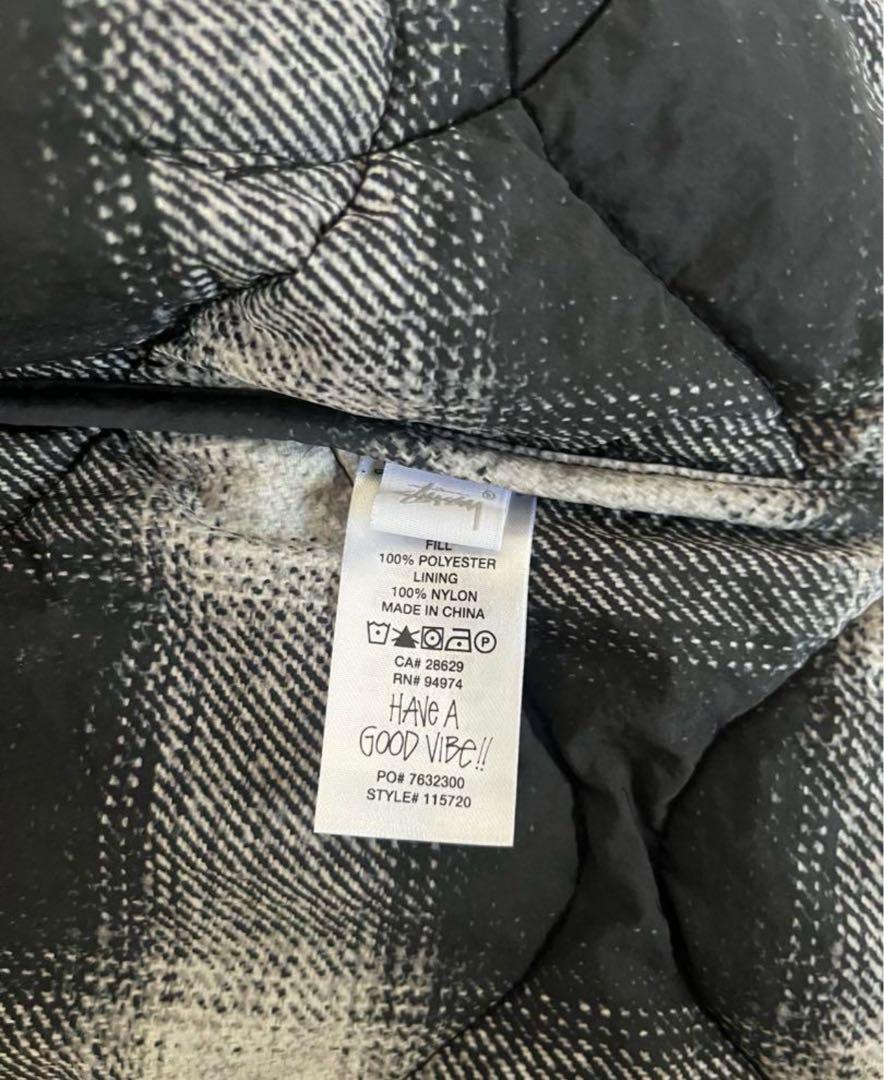 FILL
100% POLYESTER
LINING
100% NYLON
MADE IN CHINA
P
CA# 28629
RN# 94974
HAVE A
GOOD VIBE!!
PO# 7632300
STYLE# 115720